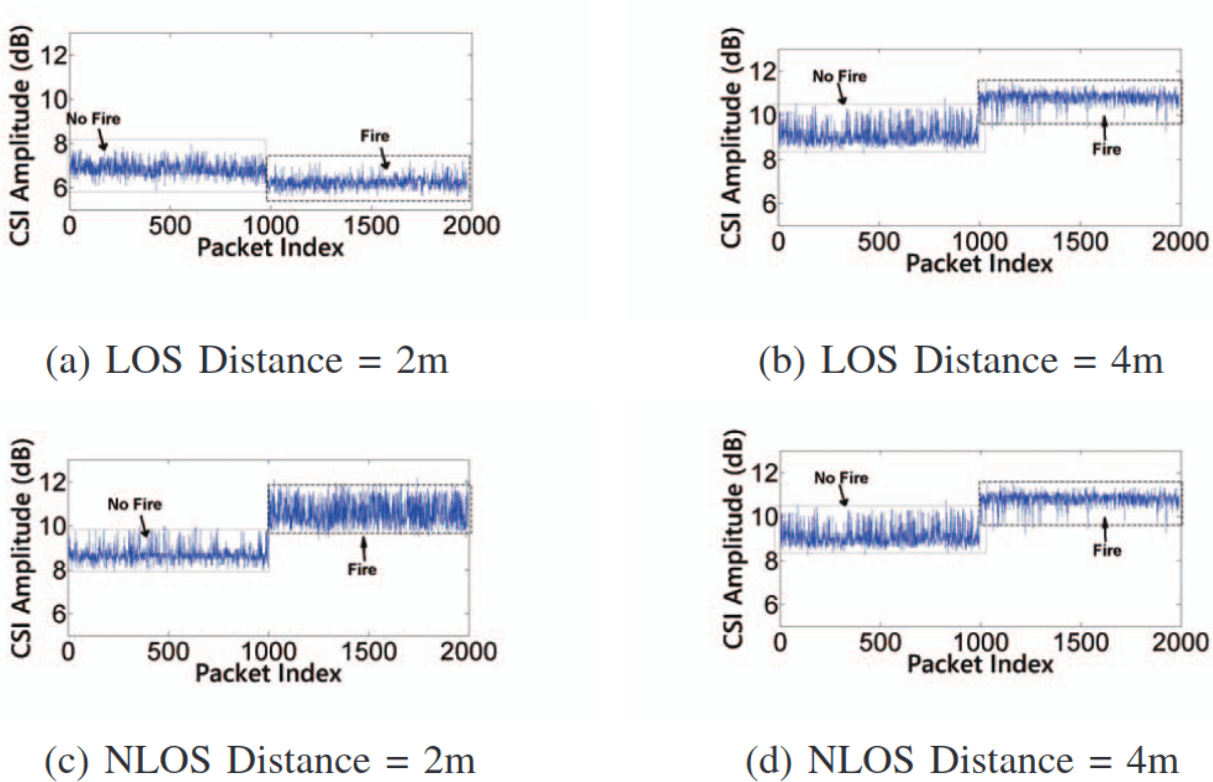 13
12
10
8
6
CSI Amplitude (dB)
No Fire
Fire
0 500 1000 1500 2000
Packet Index
(a) LOS Distance = 2m
12
10
8
6
CSI Amplitude (dB)
No Fire
Fire
0 500 1000 1500 2000
Packet Index
(b) LOS Distance = 4m
12
10
8
6
CSI Amplitude (dB)
No Fire
Fire
0 500 1000 1500 2000
Packet Index
(c) NLOS Distance = 2m
12
10
8
6
CSI Amplitude (dB)
No Fire
Fire
0 500 1000 1500 2000
Packet Index
(d) NLOS Distance = 4m